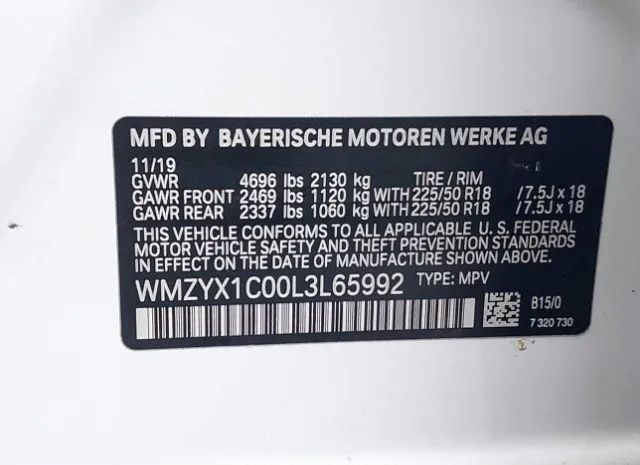 MFD BY BAYERISCHE MOTOREN WERKE AG
11/19
GVWR 4696 lbs 2130 kg TIRE / RIM
GAWR FRONT 2469 lbs 1120 kg WITH 225/50 R18 /7.5J x 18
GAWR REAR 2337 lbs 1060 kg WITH 225/50 R18 /7.5J x 18
THIS VEHICLE CONFORMS TO ALL APPLICABLE U. S. FEDERAL
MOTOR VEHICLE SAFETY AND THEFT PREVENTION STANDARDS
IN EFFECT ON THE DATE OF MANUFACTURE SHOWN ABOVE.
WMZYX1C00L3L65992 TYPE: MPV
B15/0
7 320 730